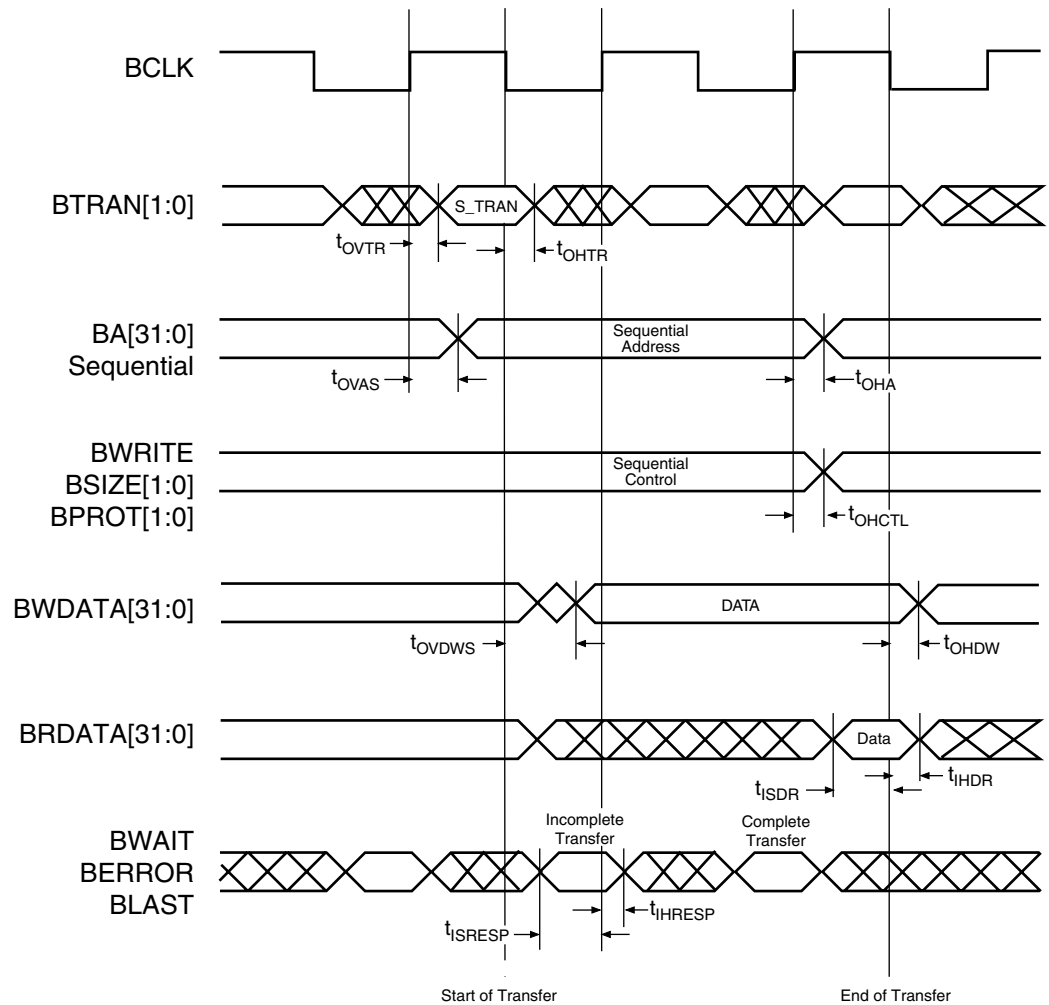 BCLK
BTRAN[1:0]
S_TRAN
tOVTR
tOHTR
BA[31:0]
Sequential
Sequential
Address
tOVAS
tOHA
BWRITE
BSIZE[1:0]
BPROT[1:0]
Sequential
Control
tOHCTL
BWDATA[31:0]
DATA
tOVDWS
tOHDW
BRDATA[31:0]
Data
tISDR
tIHDR
BWAIT
BERROR
BLAST
Incomplete
Transfer
Complete
Transfer
tIHRESP
tISRESP
Start of Transfer
End of Transfer